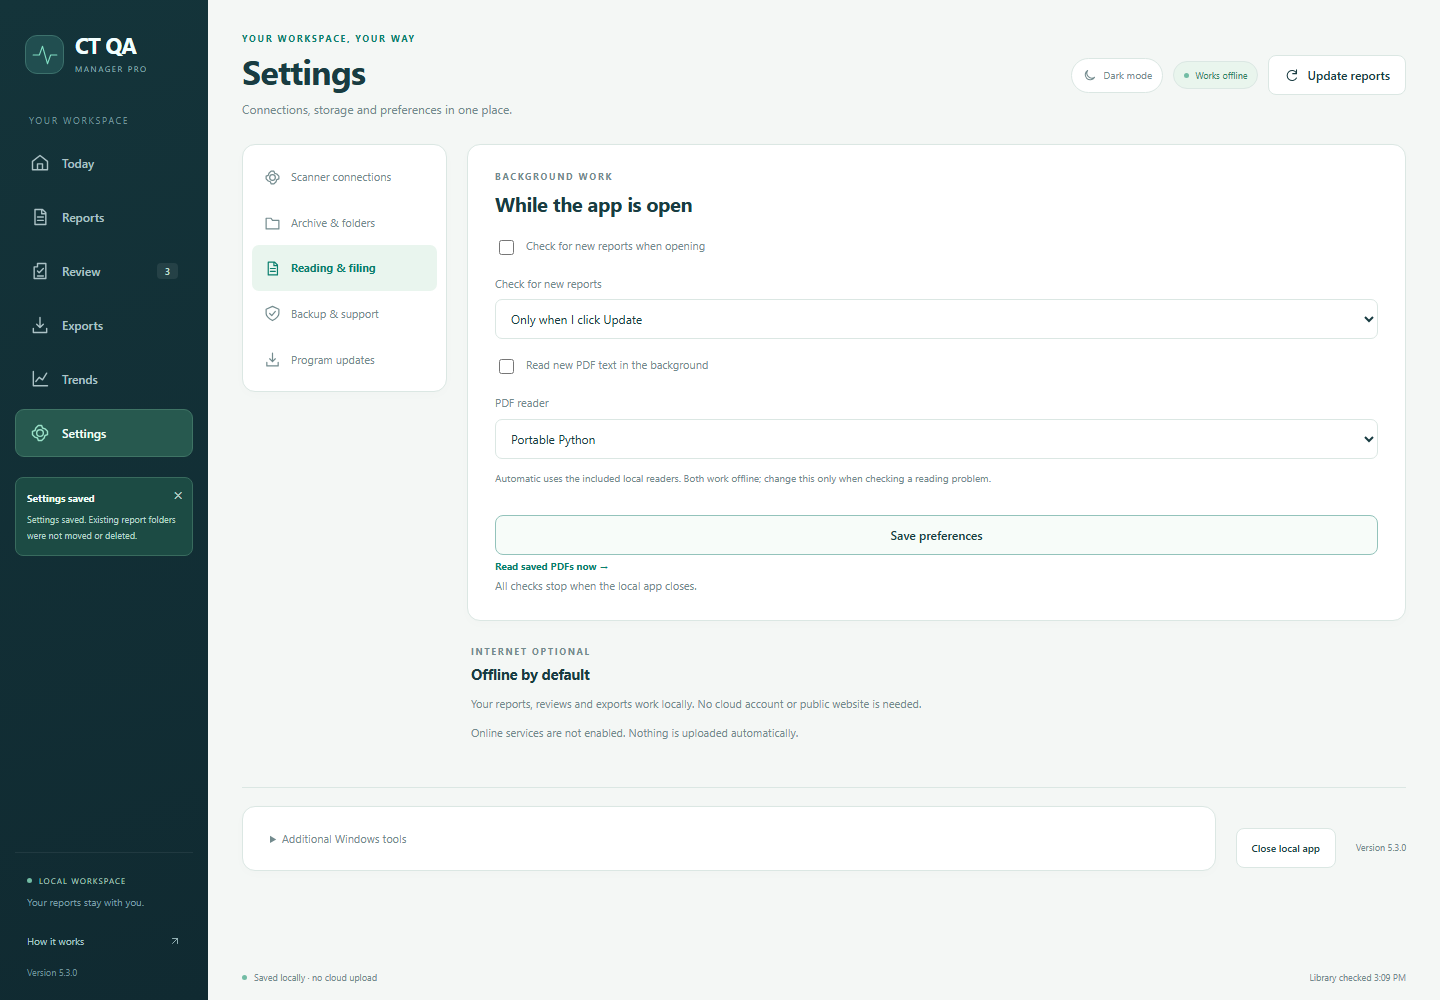 CT QA
MANAGER PRO
YOUR WORKSPACE
Today
Reports
Review 3
Exports
Trends
Settings
Settings saved
Settings saved. Existing report folders
were not moved or deleted.
LOCAL WORKSPACE
Your reports stay with you.
How it works
Version 5.3.0
YOUR WORKSPACE, YOUR WAY
Settings
Connections, storage and preferences in one place.
Dark mode
Works offline
Update reports
Scanner connections
Archive & folders
Reading & filing
Backup & support
Program updates
BACKGROUND WORK
While the app is open
Check for new reports when opening
Check for new reports
Only when I click Update
Read new PDF text in the background
PDF reader
Portable Python
Automatic uses the included local readers. Both work offline; change this only when checking a reading problem.
Save preferences
Read saved PDFs now →
All checks stop when the local app closes.
INTERNET OPTIONAL
Offline by default
Your reports, reviews and exports work locally. No cloud account or public website is needed.
Online services are not enabled. Nothing is uploaded automatically.
Additional Windows tools
Close local app
Version 5.3.0
Saved locally · no cloud upload
Library checked 3:09 PM